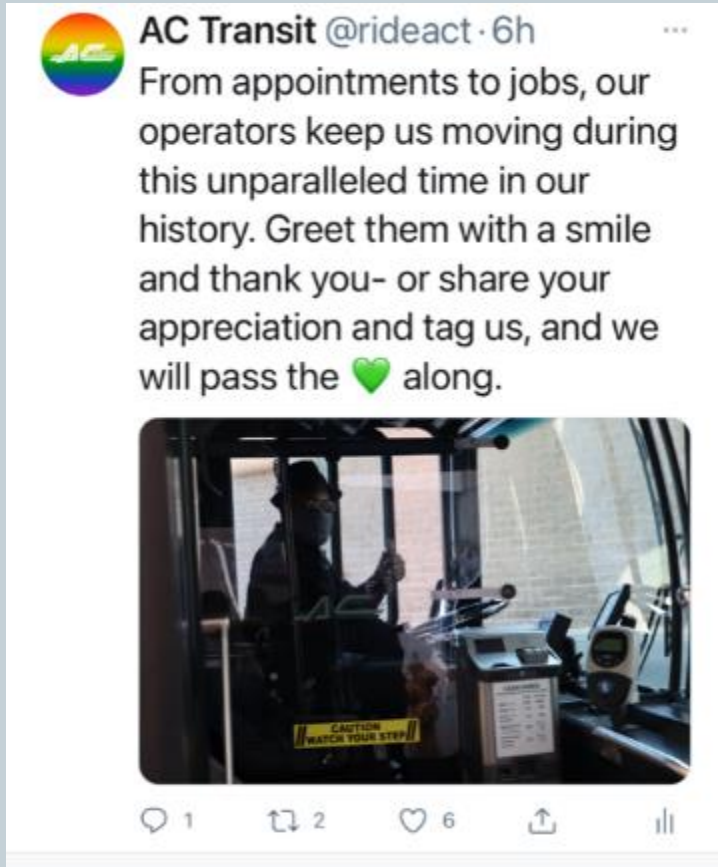 AC Transit @rideact · 6h
From appointments to jobs, our
operators keep us moving during
this unparalleled time in our
history. Greet them with a smile
and thank you- or share your
appreciation and tag us, and we
will pass the 💚 along.
AC
CAUTION
WATCH YOUR STEP
1 2 6